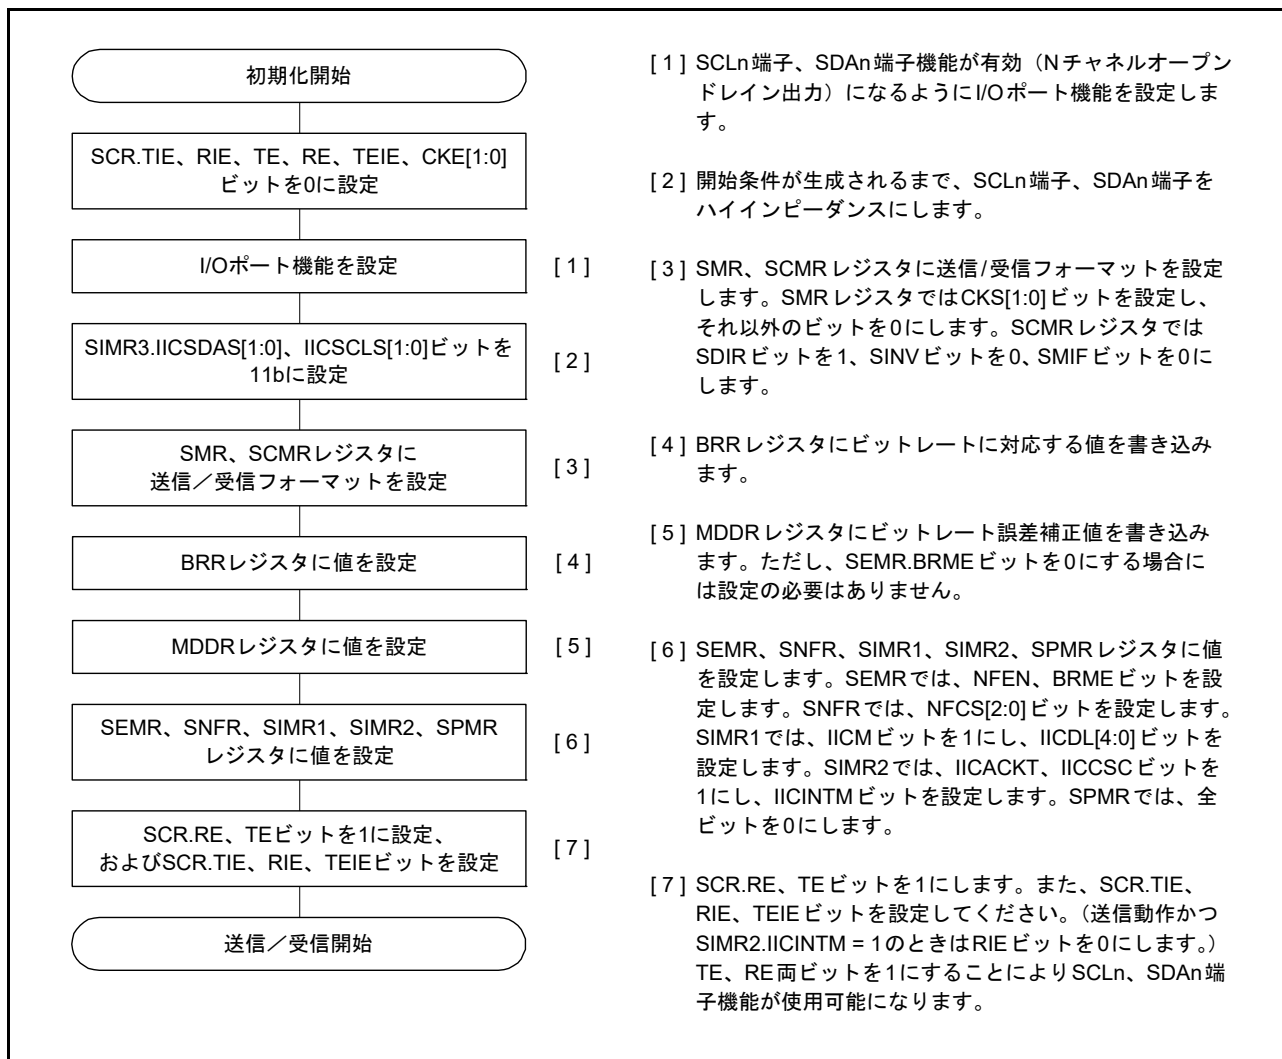 初期化開始
SCR.TIE、RIE、TE、RE、TEIE、CKE[1:0]
ビットを0に設定
I/Oポート機能を設定
[ 1 ]
SIMR3.IICSDAS[1:0]、IICSCLS[1:0]ビットを
11bに設定
[ 2 ]
SMR、SCMRレジスタに
送信／受信フォーマットを設定
[ 3 ]
BRRレジスタに値を設定
[ 4 ]
MDDRレジスタに値を設定
[ 5 ]
SEMR、SNFR、SIMR1、SIMR2、SPMR
レジスタに値を設定
[ 6 ]
SCR.RE、TEビットを1に設定、
およびSCR.TIE、RIE、TEIEビットを設定
[ 7 ]
送信／受信開始
[ 1 ] SCLn端子、SDAn端子機能が有効（Nチャネルオープン
ドレイン出力）になるようにI/Oポート機能を設定しま
す。
[ 2 ] 開始条件が生成されるまで、SCLn端子、SDAn端子を
ハイインピーダンスにします。
[ 3 ] SMR、SCMRレジスタに送信/受信フォーマットを設定
します。SMRレジスタではCKS[1:0]ビットを設定し、
それ以外のビットを0にします。SCMRレジスタでは
SDIRビットを1、SINVビットを0、SMIFビットを0に
します。
[ 4 ] BRRレジスタにビットレートに対応する値を書き込み
ます。
[ 5 ] MDDRレジスタにビットレート誤差補正値を書き込み
ます。ただし、SEMR.BRMEビットを0にする場合に
は設定の必要はありません。
[ 6 ] SEMR、SNFR、SIMR1、SIMR2、SPMRレジスタに値
を設定します。SEMRでは、NFEN、BRMEビットを設
定します。SNFRでは、NFCS[2:0]ビットを設定します。
SIMR1では、IICMビットを1にし、IICDL[4:0]ビットを
設定します。SIMR2では、IICACKT、IICCSCビットを
1にし、IICINTMビットを設定します。SPMRでは、全
ビットを0にします。
[ 7 ] SCR.RE、TEビットを1にします。また、SCR.TIE、
RIE、TEIEビットを設定してください。（送信動作かつ
SIMR2.IICINTM = 1のときはRIEビットを0にします。）
TE、RE両ビットを1にすることによりSCLn、SDAn端
子機能が使用可能になります。